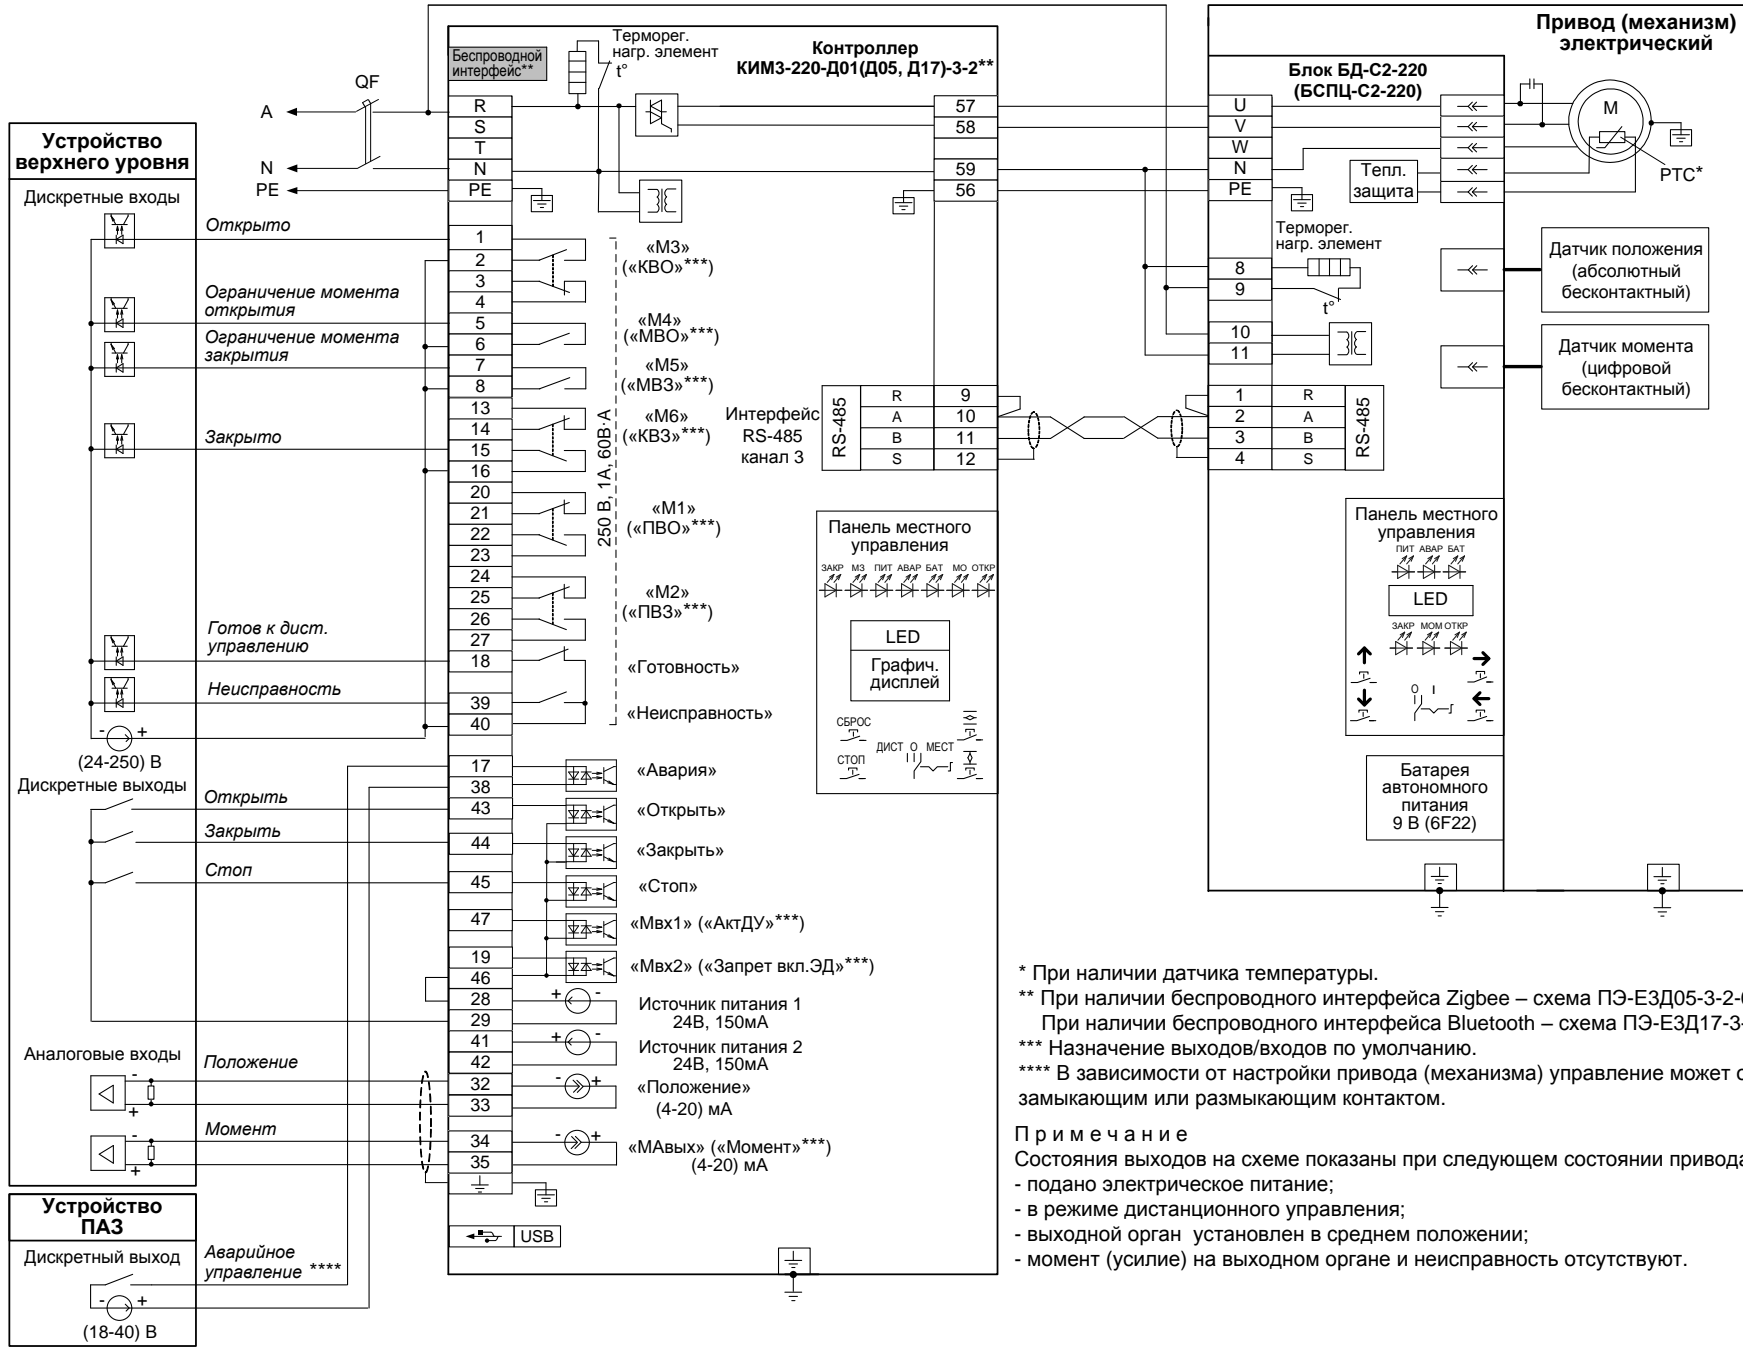 Устройство
верхнего уровня
Дискретные входы
Открыто
Ограничение момента
открытия
Ограничение момента
закрытия
Закрыто
Готов к дист.
управлению
Неисправность
- +
(24-250) В
Дискретные выходы
Открыть
Закрыть
Стоп
Аналоговые входы
Положение
-
+
Момент
-
+
Устройство
ПАЗ
Дискретный выход
Аварийное
управление ****
- +
(18-40) В
QF
A
N
PE
Беспроводной
интерфейс**
Терморег.
нагр. элемент
t°
Контроллер
КИМ3-220-Д01(Д05, Д17)-3-2**
R
S
T
N
PE
57
58
59
56
1
2
3
4
5
6
7
8
13
14
15
16
20
21
22
23
24
25
26
27
18
39
40
17
38
43
44
45
47
19
46
28
29
41
42
32
33
34
35
USB
250 В, 1А, 60В·А
«М3»
(«КВО»***)
«М4»
(«МВО»***)
«М5»
(«МВЗ»***)
«М6»
(«КВЗ»***)
«М1»
(«ПВО»***)
«М2»
(«ПВЗ»***)
«Готовность»
«Неисправность»
«Авария»
«Открыть»
«Закрыть»
«Стоп»
«Мвх1» («АктДУ»***)
«Мвх2» («Запрет вкл.ЭД»***)
+ -
Источник питания 1
24В, 150мА
+ -
Источник питания 2
24В, 150мА
- +
«Положение»
(4-20) мА
- +
«МАвых» («Момент»***)
(4-20) мА
Интерфейс
RS-485
канал 3
RS-485
R 9
A 10
B 11
S 12
Панель местного
управления
ЗАКР МЗ ПИТ АВАР БАТ МО ОТКР
LED
Графич.
дисплей
СБРОС
СТОП
ДИСТ О МЕСТ
Привод (механизм)
электрический
Блок БД-С2-220
(БСПЦ-С2-220)
U
V
W
N
PE
Тепл.
защита
M
PTC*
Терморег.
нагр. элемент
8
9
t°
10
11
1 R
2 A
3 B
4 S
RS-485
Датчик положения
(абсолютный
бесконтактный)
Датчик момента
(цифровой
бесконтактный)
Панель местного
управления
ПИТ АВАР БАТ
LED
ЗАКР МОМ ОТКР
О I
Батарея
автономного
питания
9 В (6F22)
* При наличии датчика температуры.
** При наличии беспроводного интерфейса Zigbee – схема ПЭ-ЕЗД05-3-2-
При наличии беспроводного интерфейса Bluetooth – схема ПЭ-ЕЗД17-3-
*** Назначение выходов/входов по умолчанию.
**** В зависимости от настройки привода (механизма) управление может
замыкающим или размыкающим контактом.
П р и м е ч а н и е
Состояния выходов на схеме показаны при следующем состоянии привода
- подано электрическое питание;
- в режиме дистанционного управления;
- выходной орган установлен в среднем положении;
- момент (усилие) на выходном органе и неисправность отсутствуют.